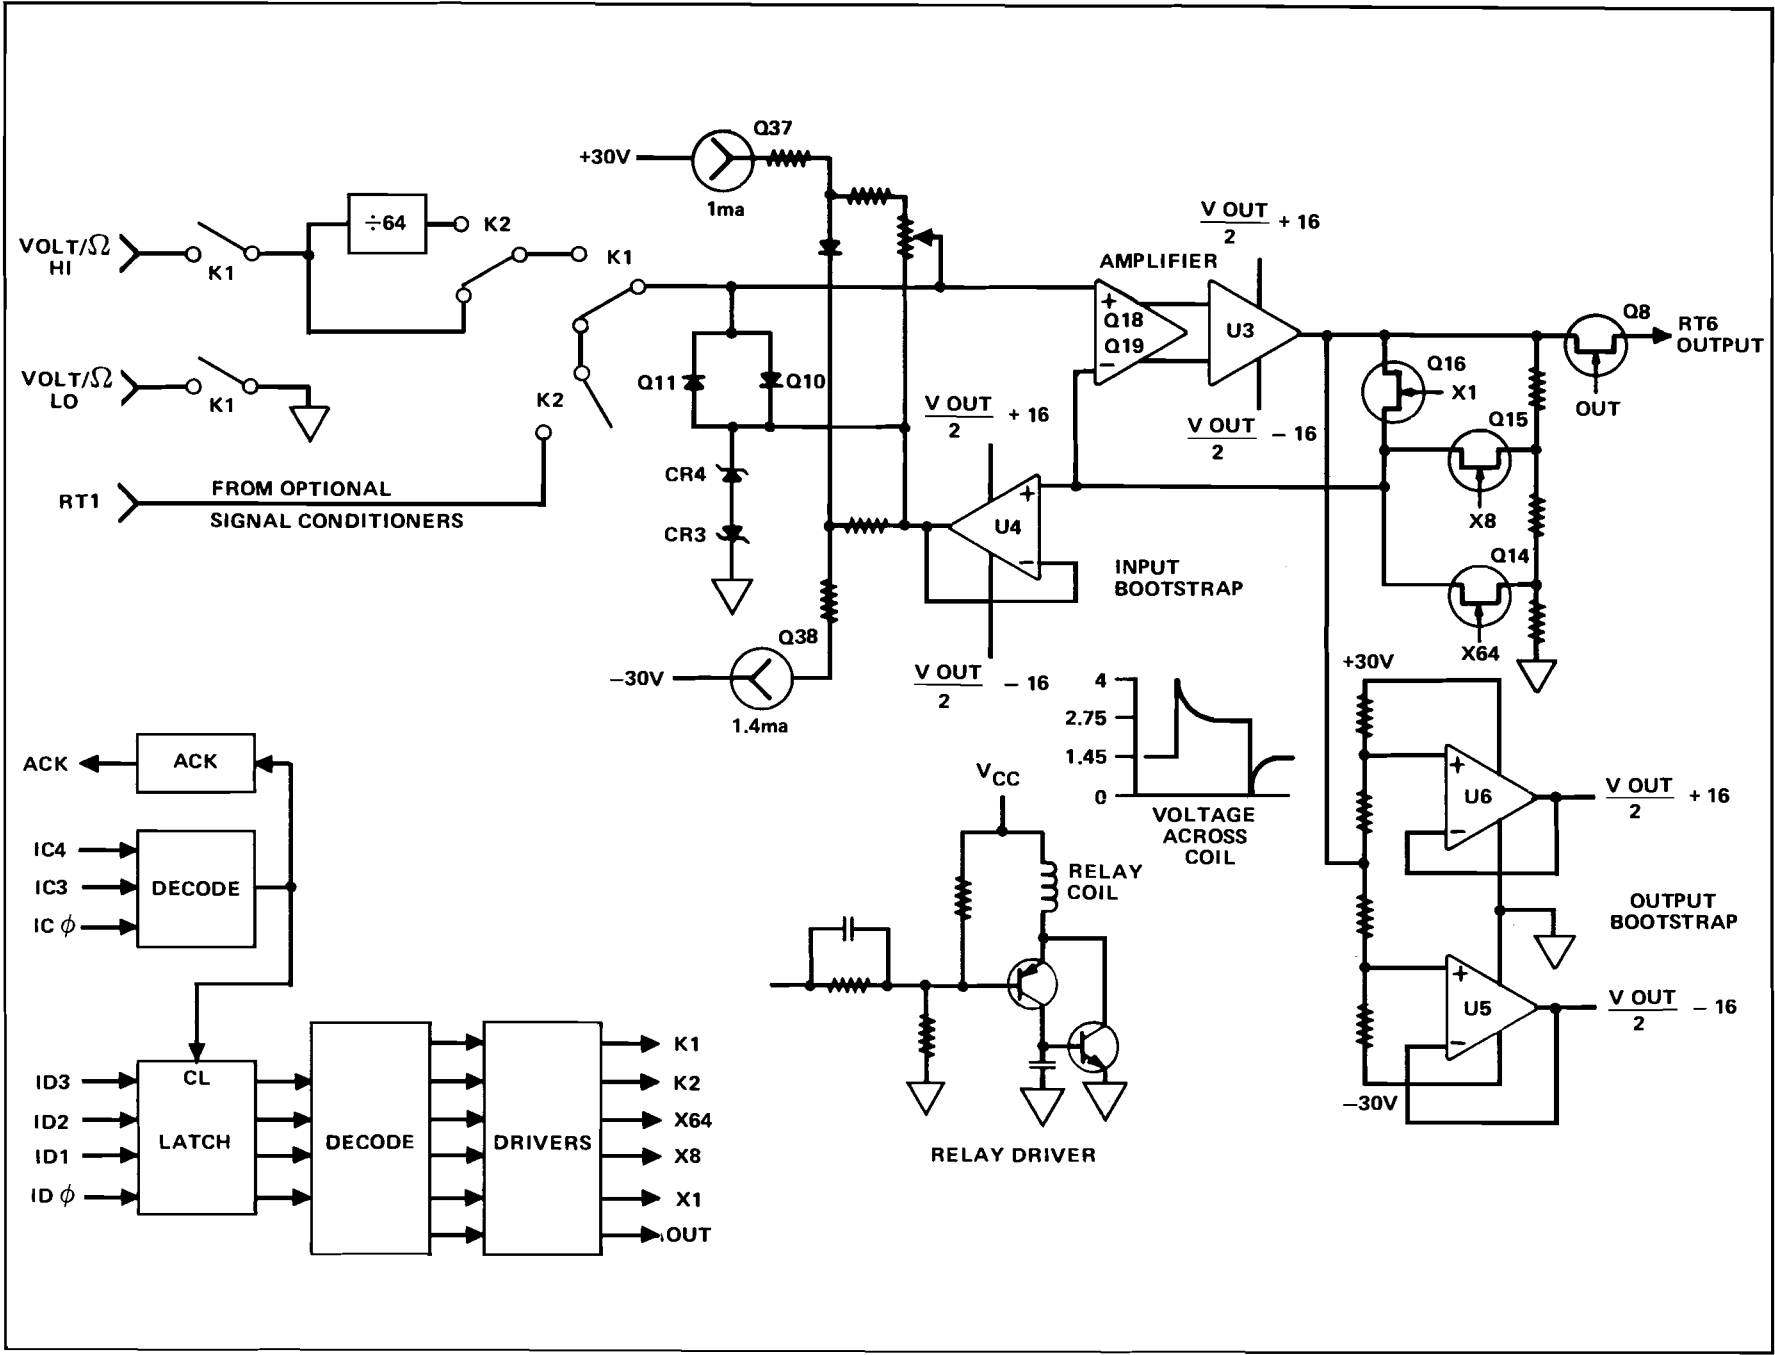 Q37
+30V
1ma
÷64
K2
VOLT/Ω
HI
K1
K1
VOLT/Ω
LO
K1
K2
RT1
FROM OPTIONAL
SIGNAL CONDITIONERS
Q11
Q10
CR4
CR3
Q38
−30V
1.4ma
V OUT
2
+ 16
AMPLIFIER
+
Q18
Q19
−
U3
V OUT
2
− 16
V OUT
2
+ 16
+
U4
−
INPUT
BOOTSTRAP
V OUT
2
− 16
Q8
RT6
OUTPUT
OUT
Q16
X1
Q15
X8
Q14
X64
+30V
4
2.75
1.45
0
VOLTAGE
ACROSS
COIL
+
U6
−
V OUT
2
+ 16
OUTPUT
BOOTSTRAP
+
U5
−
V OUT
2
− 16
−30V
VCC
RELAY
COIL
RELAY DRIVER
ACK
ACK
IC4
IC3
IC ϕ
DECODE
ID3
ID2
ID1
ID ϕ
CL
LATCH
DECODE
DRIVERS
K1
K2
X64
X8
X1
OUT